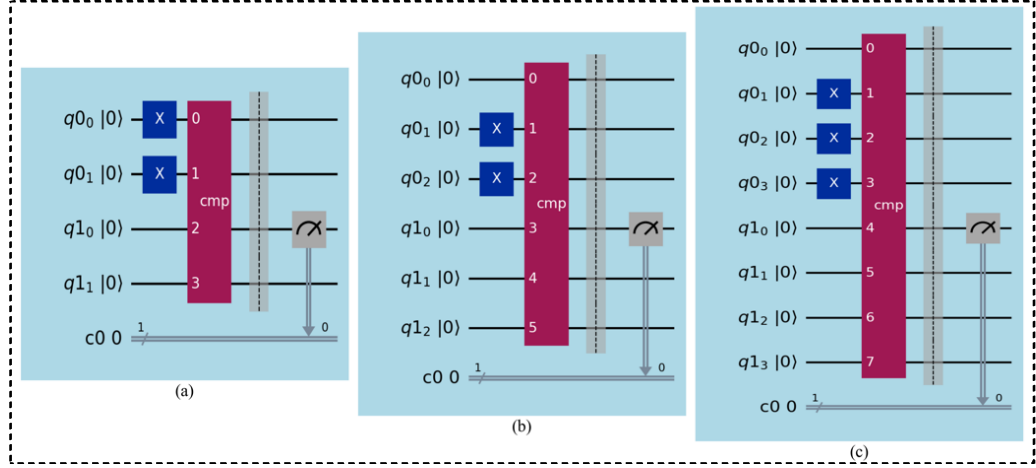 q0₀ |0⟩ X 0
q0₁ |0⟩ X 1
cmp
q1₀ |0⟩ 2
q1₁ |0⟩ 3
c0 0 1 0
(a)
q0₀ |0⟩ 0
q0₁ |0⟩ X 1
q0₂ |0⟩ X 2
cmp
q1₀ |0⟩ 3
q1₁ |0⟩ 4
q1₂ |0⟩ 5
c0 0 1 0
(b)
q0₀ |0⟩ 0
q0₁ |0⟩ X 1
q0₂ |0⟩ X 2
q0₃ |0⟩ X 3
cmp
q1₀ |0⟩ 4
q1₁ |0⟩ 5
q1₂ |0⟩ 6
q1₃ |0⟩ 7
c0 0 1 0
(c)